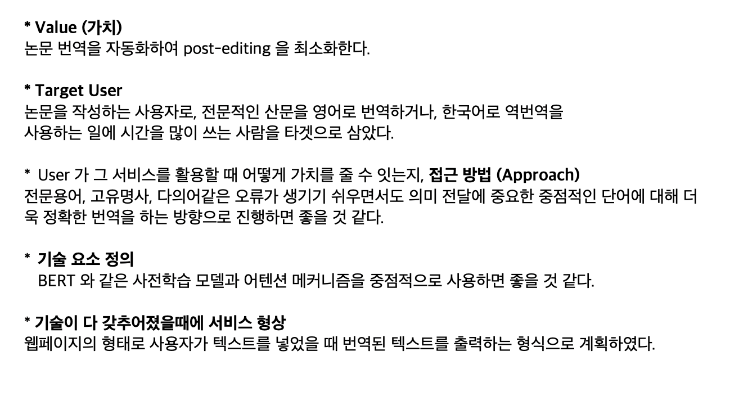 * Value (가치)
논문 번역을 자동화하여 post-editing 을 최소화한다.
* Target User
논문을 작성하는 사용자로, 전문적인 산문을 영어로 번역하거나, 한국어로 역번역을
사용하는 일에 시간을 많이 쓰는 사람을 타겟으로 삼았다.
* User 가 그 서비스를 활용할 때 어떻게 가치를 줄 수 잇는지, 접근 방법 (Approach)
전문용어, 고유명사, 다의어같은 오류가 생기기 쉬우면서도 의미 전달에 중요한 중점적인 단어에 대해 더
욱 정확한 번역을 하는 방향으로 진행하면 좋을 것 같다.
* 기술 요소 정의
BERT 와 같은 사전학습 모델과 어텐션 메커니즘을 중점적으로 사용하면 좋을 것 같다.
* 기술이 다 갖추어졌을때에 서비스 형상
웹페이지의 형태로 사용자가 텍스트를 넣었을 때 번역된 텍스트를 출력하는 형식으로 계획하였다.